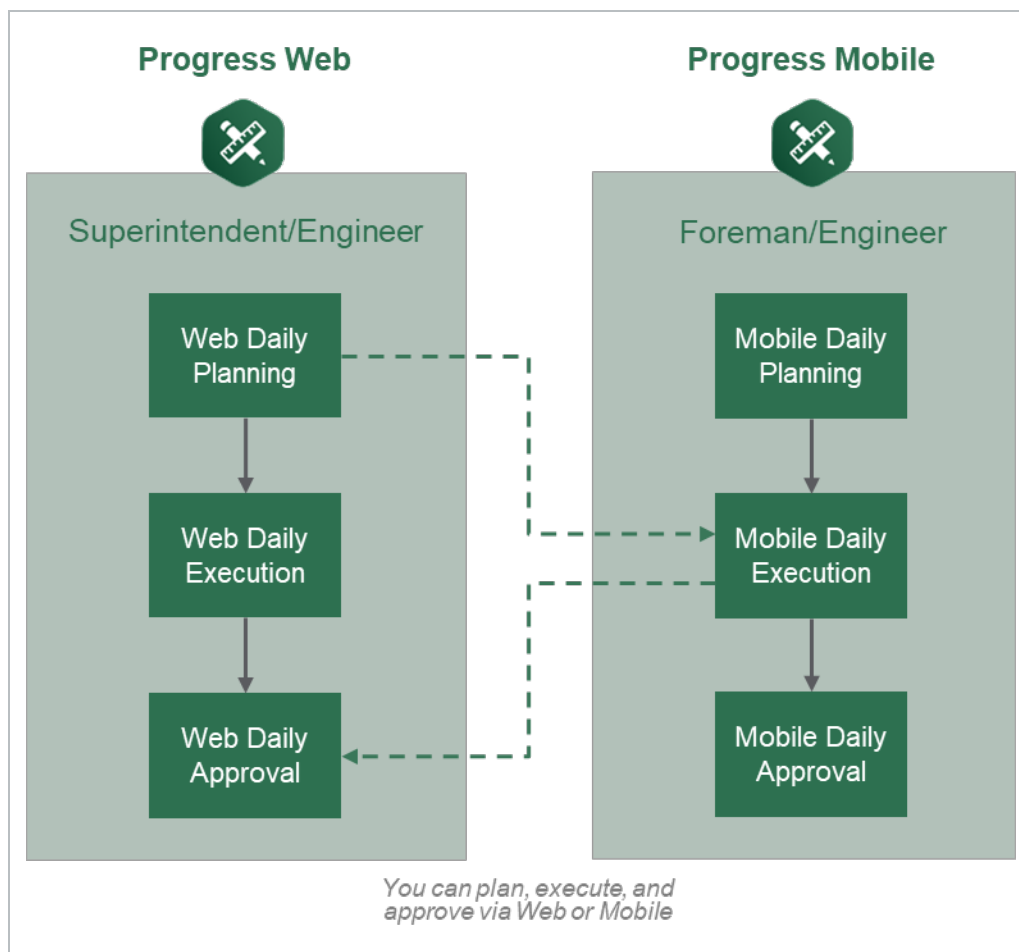 Progress Web
Superintendent/Engineer
Web Daily
Planning
Web Daily
Execution
Web Daily
Approval
Progress Mobile
Foreman/Engineer
Mobile Daily
Planning
Mobile Daily
Execution
Mobile Daily
Approval
You can plan, execute, and
approve via Web or Mobile